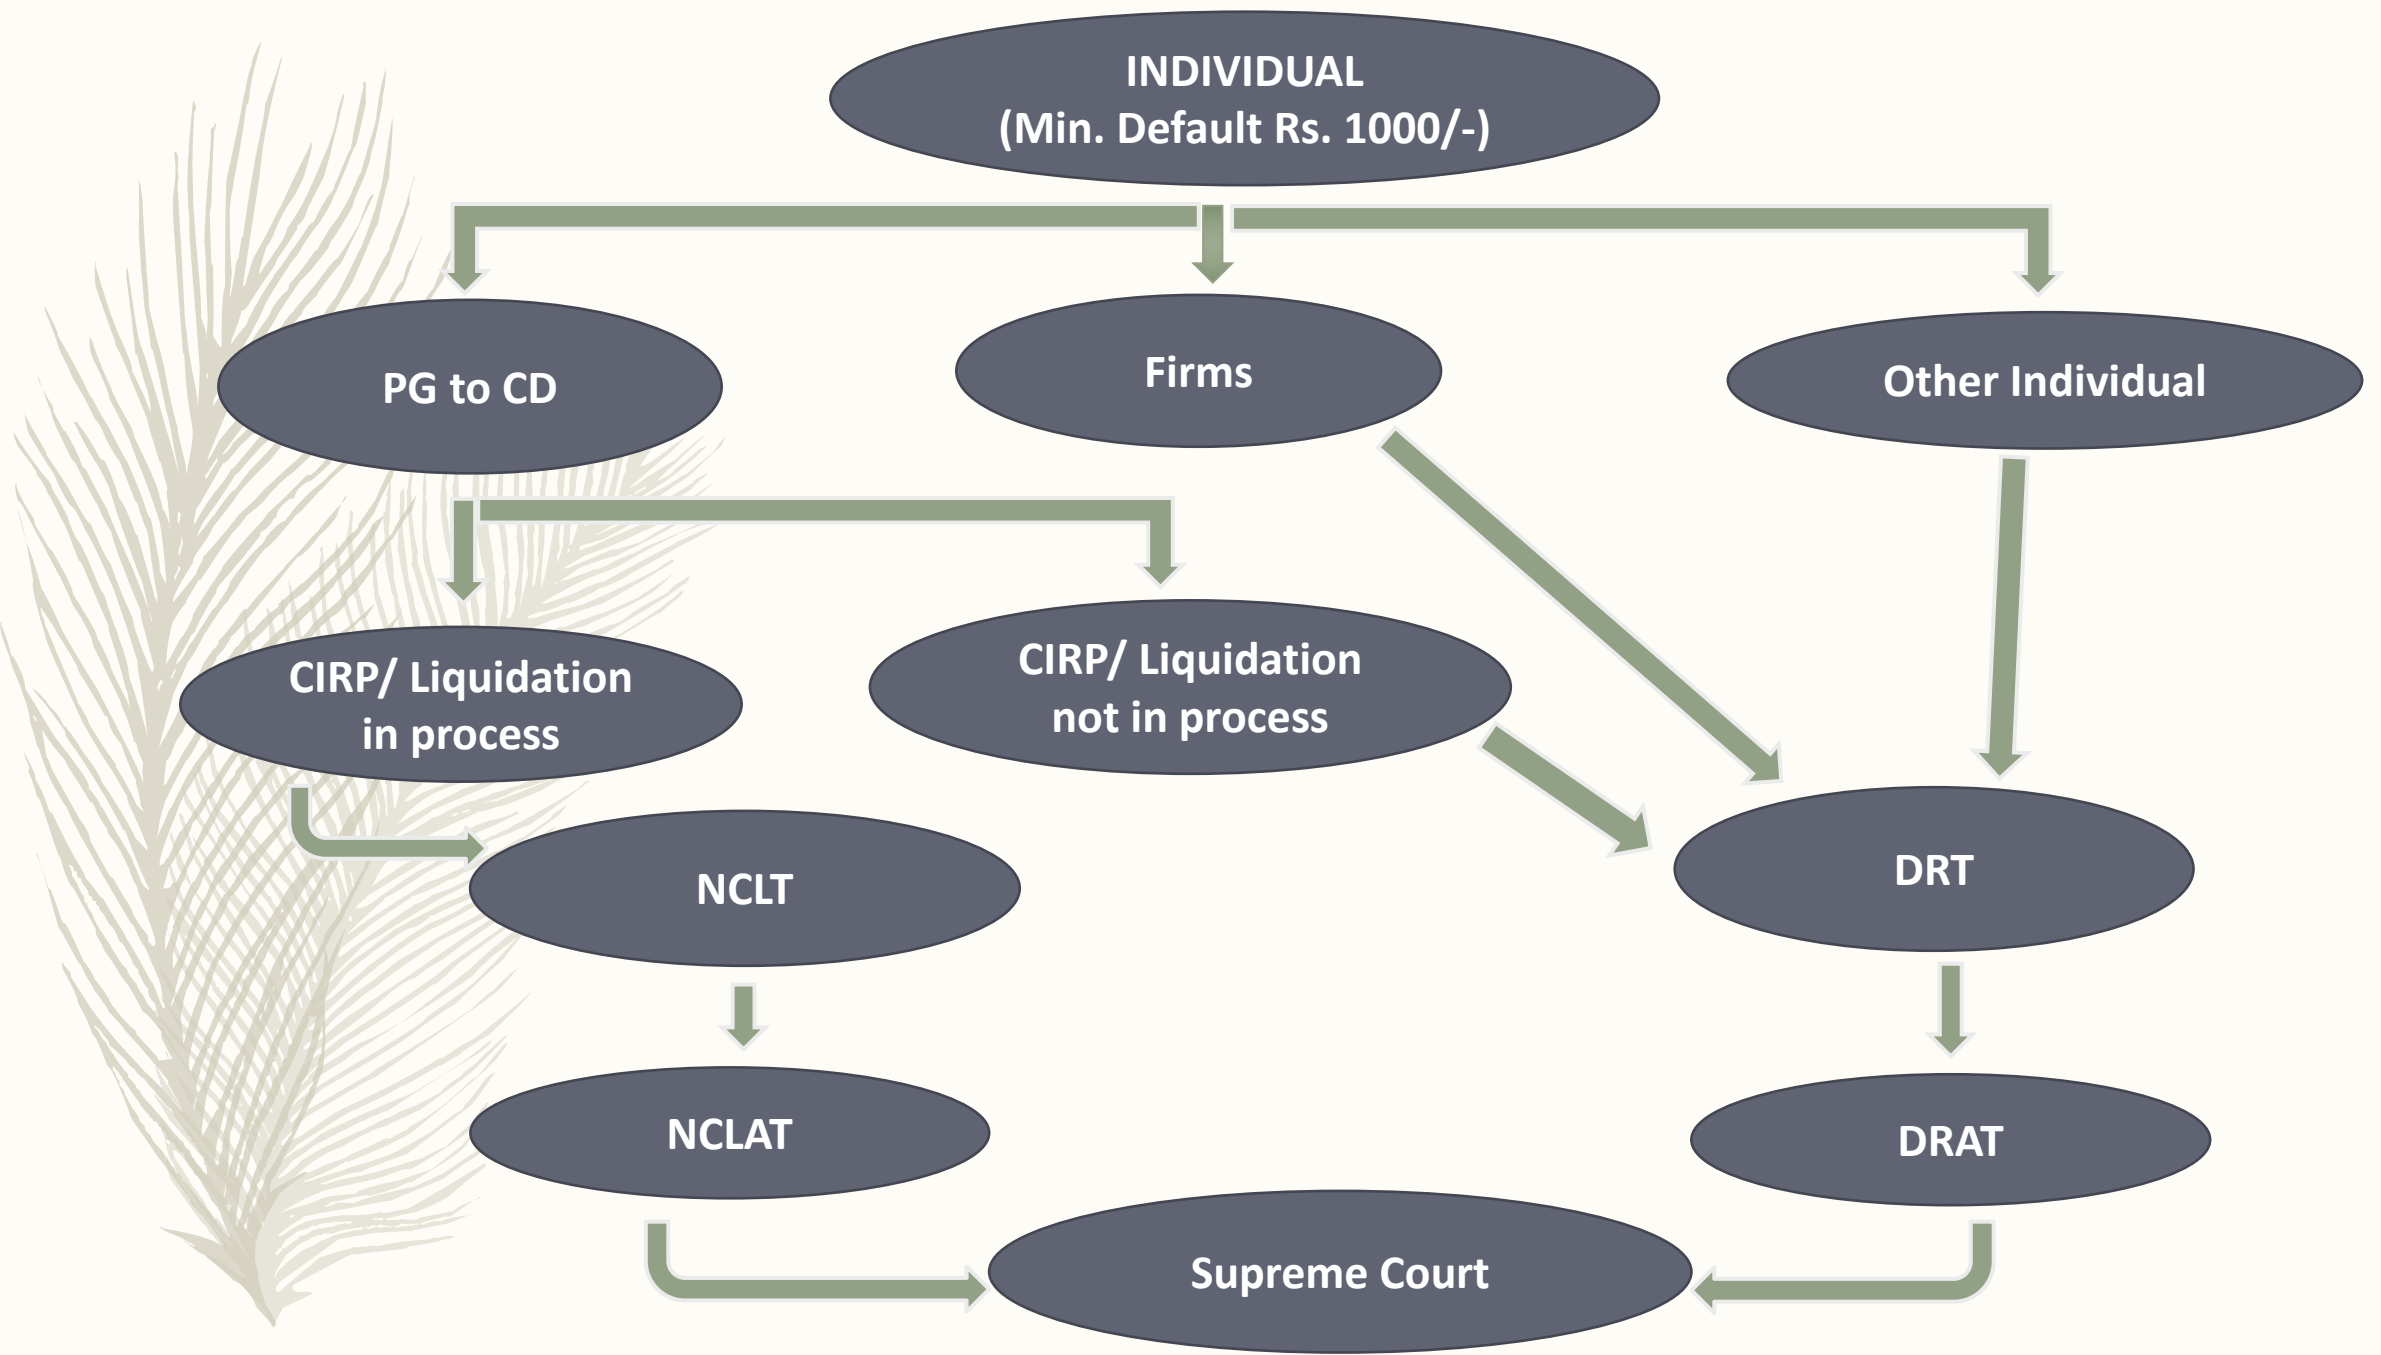 INDIVIDUAL
(Min. Default Rs. 1000/-)
PG to CD
Firms
Other Individual
CIRP/ Liquidation
in process
CIRP/ Liquidation
not in process
NCLT
DRT
NCLAT
DRAT
Supreme Court